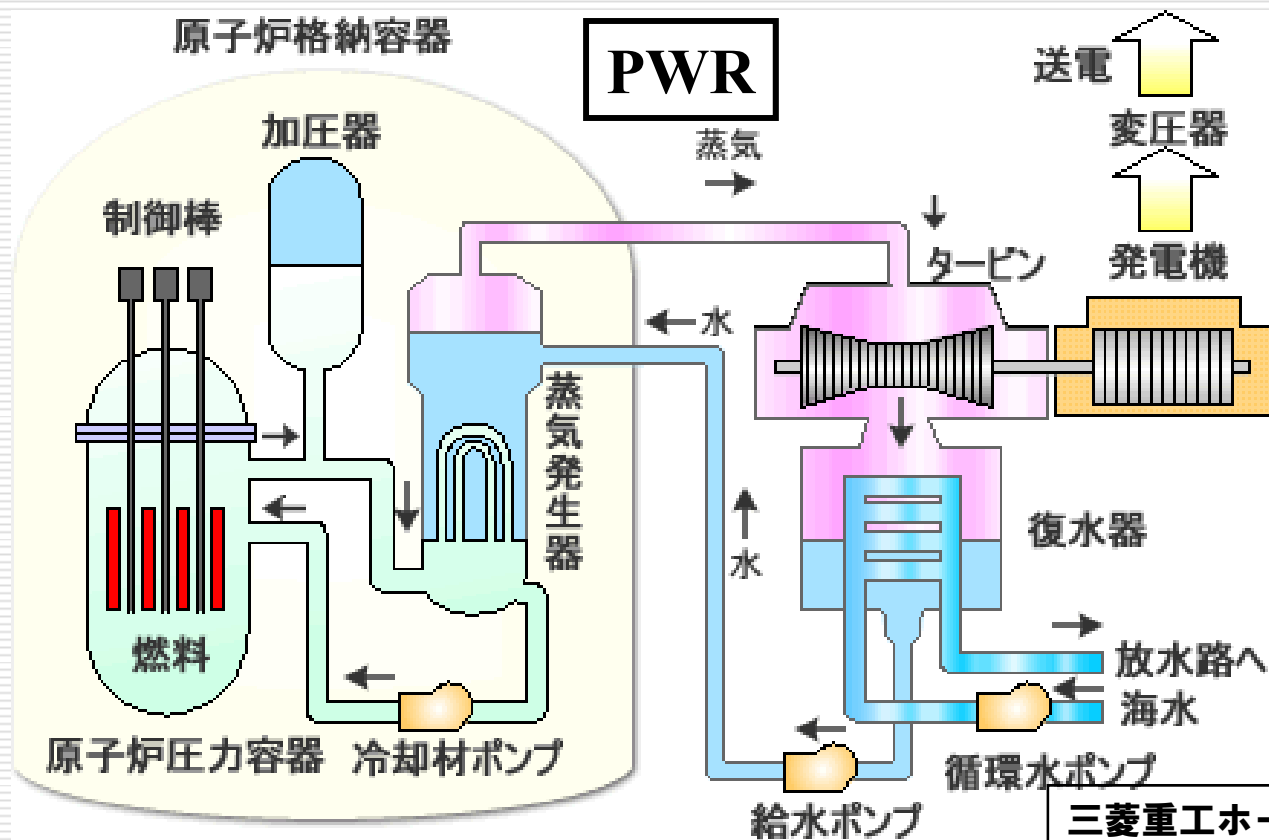 原子炉格納容器
PWR
送電
加圧器
変圧器
蒸気
制御棒
タービン
発電機
水
蒸気発生器
復水器
水
燃料
放水路へ
海水
原子炉圧力容器
冷却材ポンプ
循環水ポンプ
給水ポンプ
三菱重工ホー